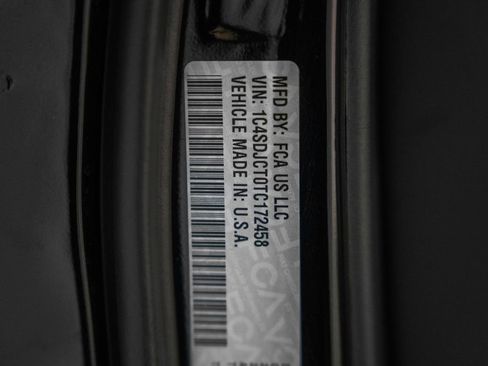 MFD BY: FCA US LLC
VIN: 1C4SDJCT0TC172458
VEHICLE MADE IN: U.S.A.